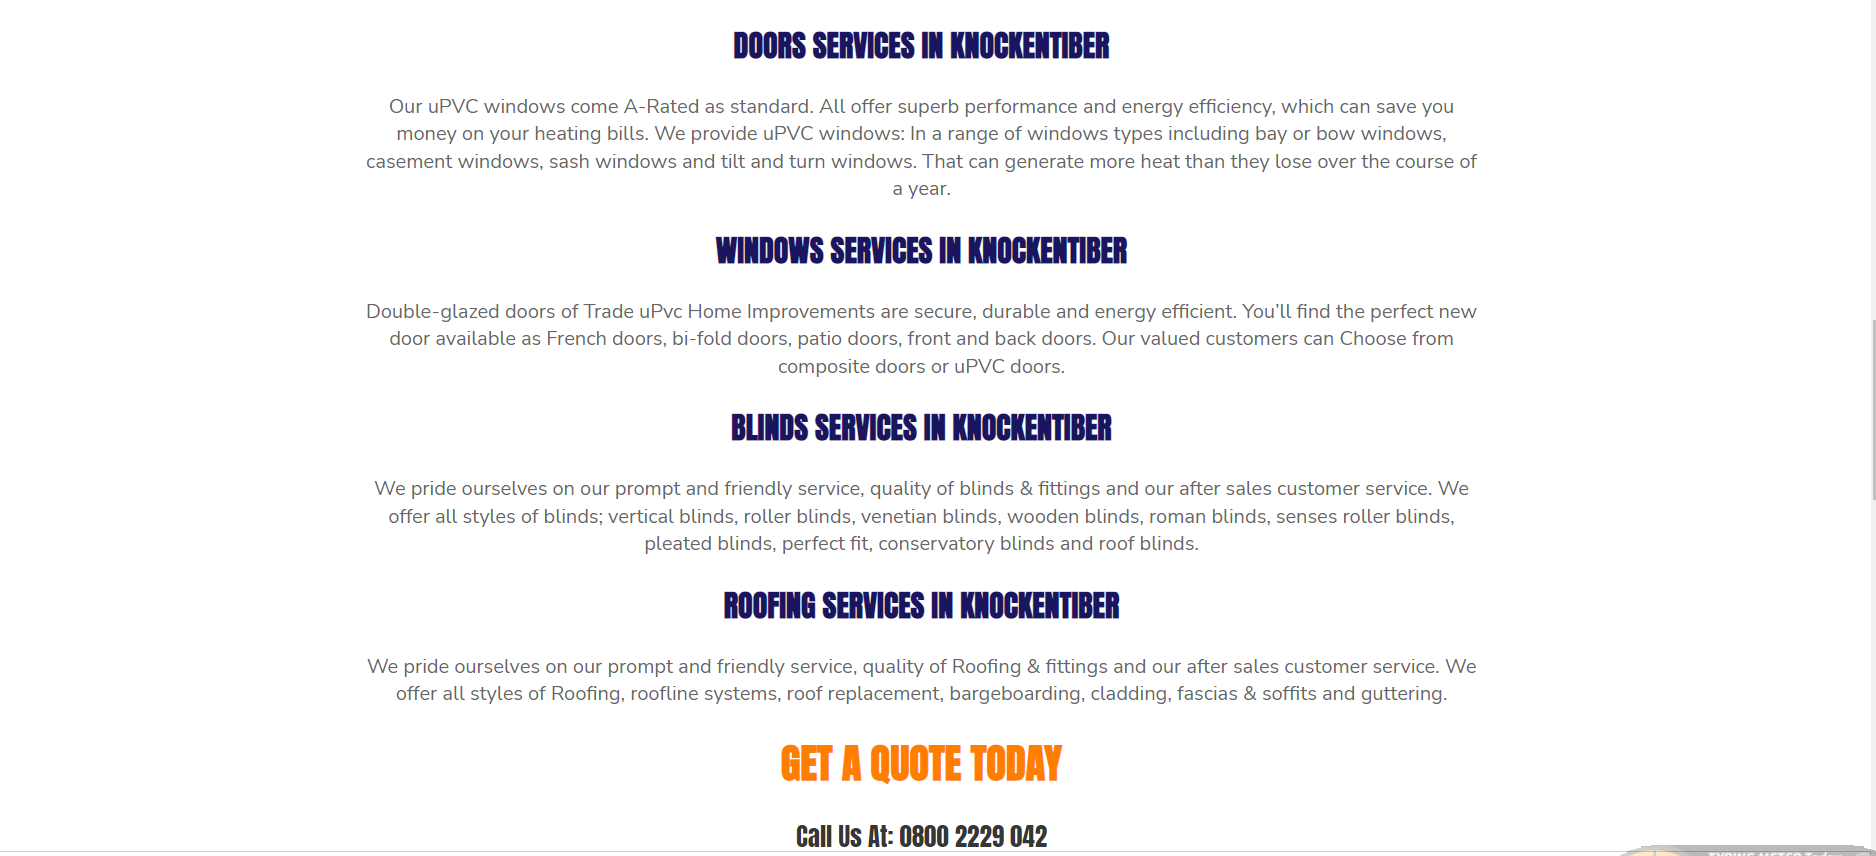 DOORS SERVICES IN KNOCKENTIBER
Our uPVC windows come A-Rated as standard. All offer superb performance and energy efficiency, which can save you
money on your heating bills. We provide uPVC windows: In a range of windows types including bay or bow windows,
casement windows, sash windows and tilt and turn windows. That can generate more heat than they lose over the course of
a year.
WINDOWS SERVICES IN KNOCKENTIBER
Double-glazed doors of Trade uPvc Home Improvements are secure, durable and energy efficient. You’ll find the perfect new
door available as French doors, bi-fold doors, patio doors, front and back doors. Our valued customers can Choose from
composite doors or uPVC doors.
BLINDS SERVICES IN KNOCKENTIBER
We pride ourselves on our prompt and friendly service, quality of blinds & fittings and our after sales customer service. We
offer all styles of blinds; vertical blinds, roller blinds, venetian blinds, wooden blinds, roman blinds, senses roller blinds,
pleated blinds, perfect fit, conservatory blinds and roof blinds.
ROOFING SERVICES IN KNOCKENTIBER
We pride ourselves on our prompt and friendly service, quality of Roofing & fittings and our after sales customer service. We
offer all styles of Roofing, roofline systems, roof replacement, bargeboarding, cladding, fascias & soffits and guttering.
GET A QUOTE TODAY
Call Us At: 0800 2229 042